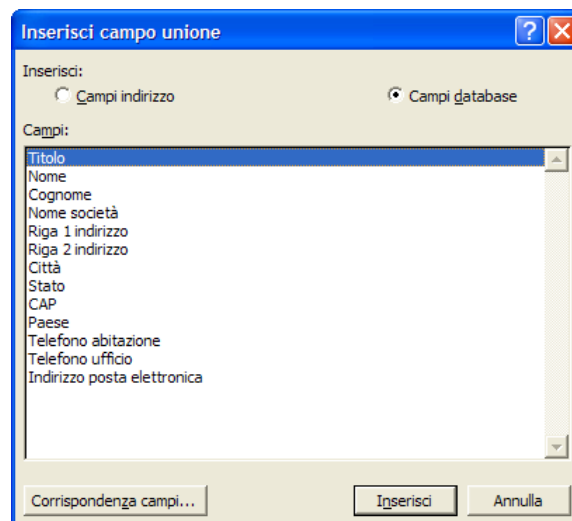 Inserisci campo unione
Inserisci:
Campi indirizzo Campi database
Campi:
Titolo
Nome
Cognome
Nome società
Riga 1 indirizzo
Riga 2 indirizzo
Città
Stato
CAP
Paese
Telefono abitazione
Telefono ufficio
Indirizzo posta elettronica
Corrispondenza campi... Inserisci Annulla